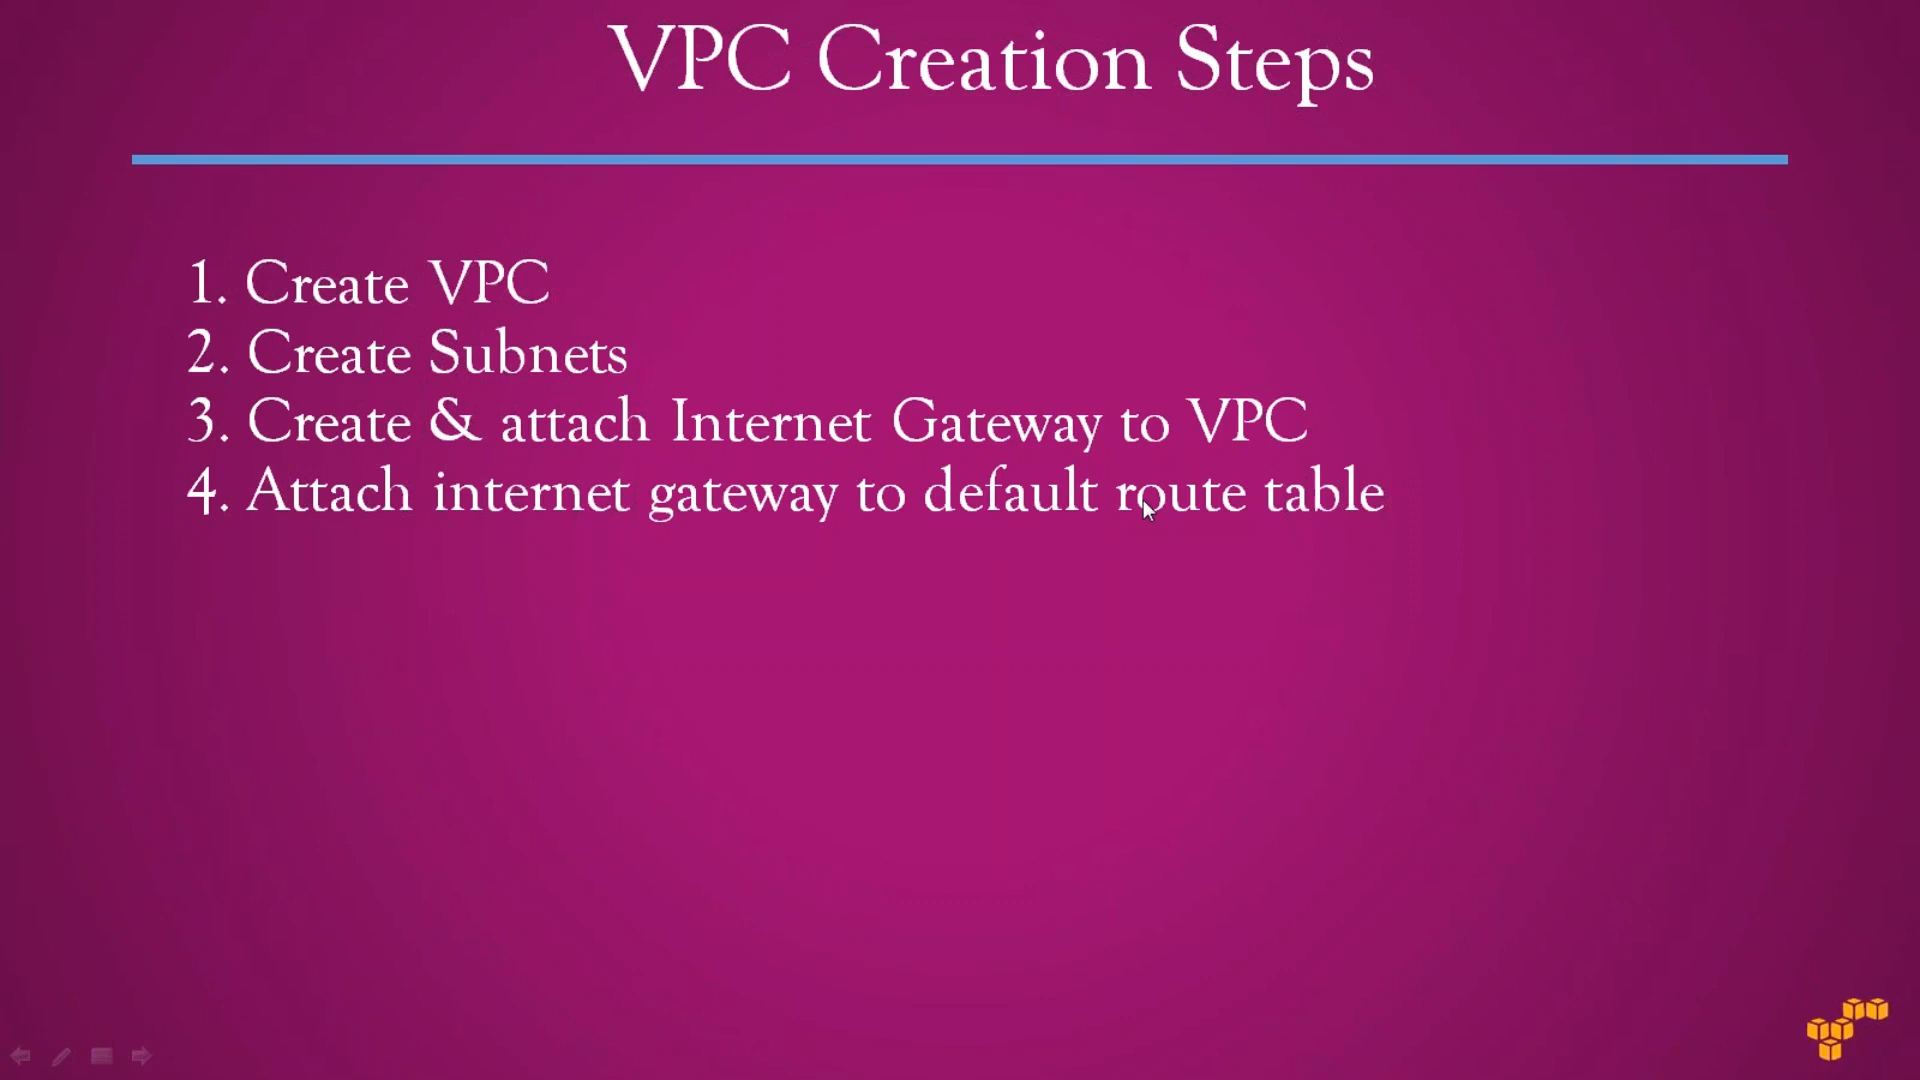 VPC Creation Steps
1. Create VPC
2. Create Subnets
3. Create & attach Internet Gateway to VPC
4. Attach internet gateway to default route table